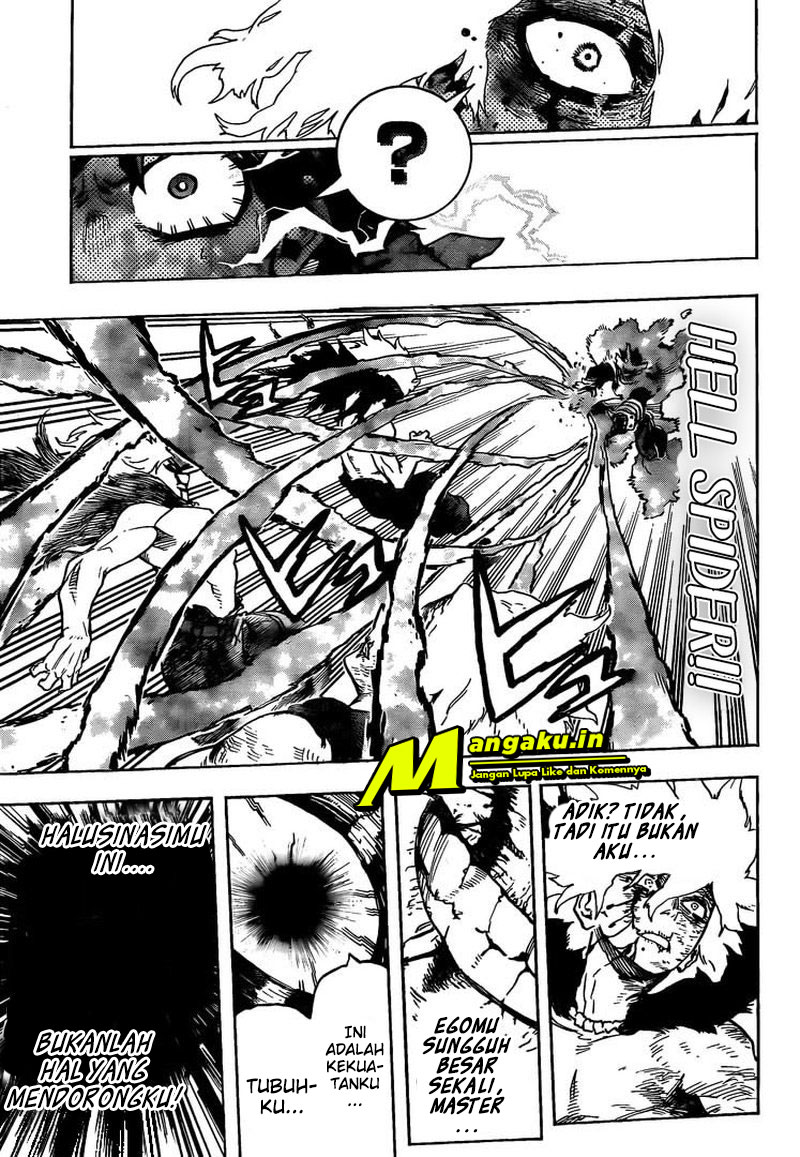 ?
HELL SPIDER!!
Mangaku.in
Jangan Lupa Like dan Komennya
ADIK? TIDAK,
TADI ITU BUKAN
AKU...
EGOMU
SUNGGUH
BESAR
SEKALI,
MASTER
...
INI
ADALAH
KEKUA-
TANKU
...
TUBUH-
KU...
HALUSINASIMU
INI....
BUKANLAH
HAL YANG
MENDORONGKU!